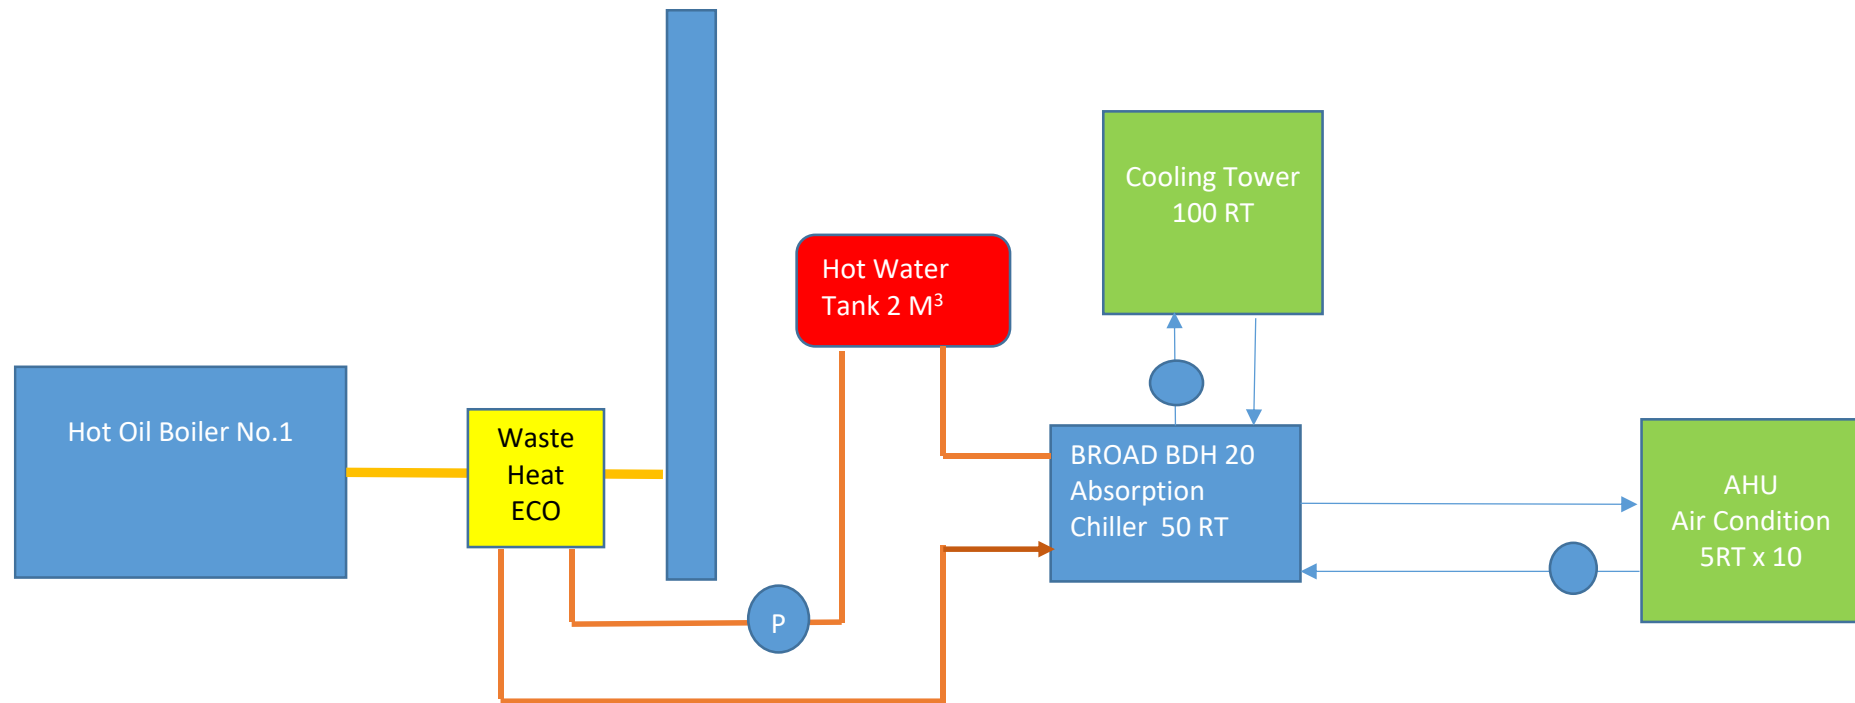 Cooling Tower
100 RT
Hot Water
Tank 2 M³
Hot Oil Boiler No.1
Waste
Heat
ECO
BROAD BDH 20
Absorption
Chiller  50 RT
AHU
Air Condition
5RT x 10
P